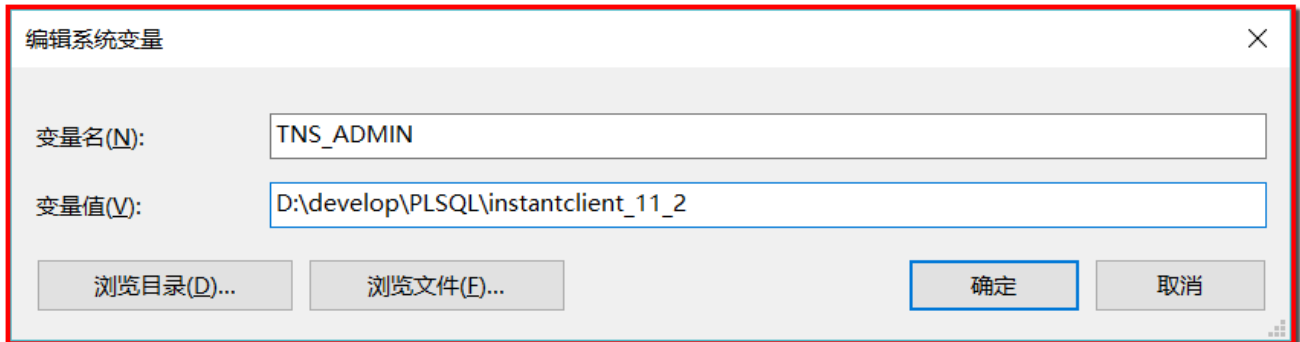 编辑系统变量
变量名(N): TNS_ADMIN
变量值(V): D:\develop\PLSQL\instantclient_11_2
浏览目录(D)... 浏览文件(F)... 确定 取消